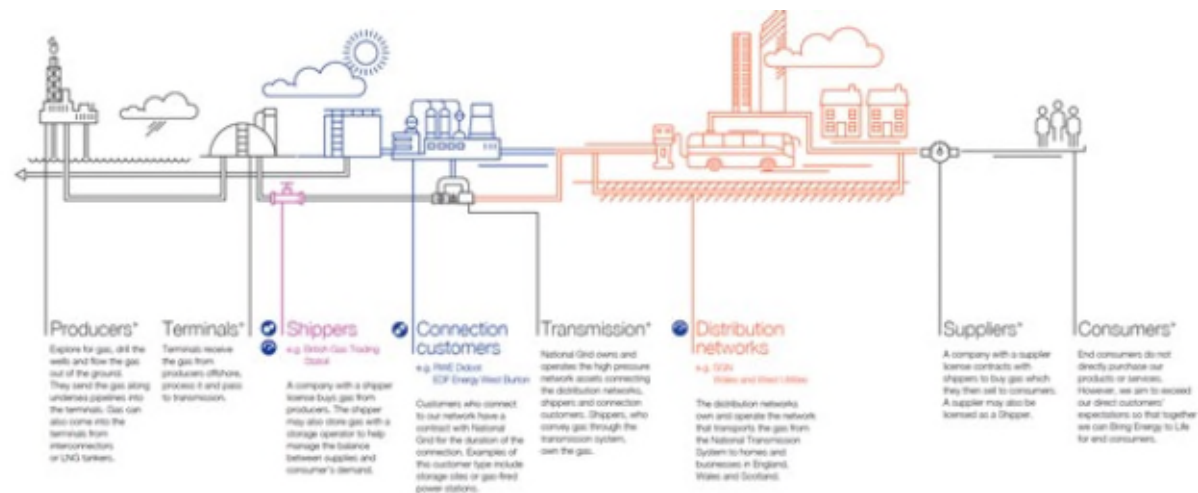 Producers*
Explore for gas, drill the
wells and flow the gas
out of the ground.
They send the gas along
undersea pipelines into
the terminals. Gas can
also come into the
terminals from
interconnectors
or LNG tankers.
Terminals*
Terminals receive
the gas from
producers offshore,
process it and pass
to transmission.
Shippers
e.g. British Gas Trading
Statoil
A company with a shipper
license buys gas from
producers. The shipper
may also store gas with a
storage operator to help
manage the balance
between supplies and
consumer's demand.
Connection
customers
e.g. RWE Didcot
EDF Energy West Burton
Customers who connect
to our network have a
contract with National
Grid for the duration of the
connection. Examples of
this customer type include
storage sites or gas-fired
power stations.
Transmission*
National Grid owns and
operates the high pressure
network assets connecting
the distribution networks,
shippers and connection
customers. Shippers, who
convey gas through the
transmission system,
own the gas.
Distribution
networks
e.g. SGN
Wales and West Utilities
The distribution networks
own and operate the network
that transports the gas from
the National Transmission
System to homes and
businesses in England,
Wales and Scotland.
Suppliers*
A company with a supplier
license contracts with
shippers to buy gas which
they then sell to consumers.
A supplier may also be
licensed as a Shipper.
Consumers*
End consumers do not
directly purchase our
products or services.
However, we aim to exceed
our direct customers'
expectations so that together
we can Bring Energy to Life
for end consumers.